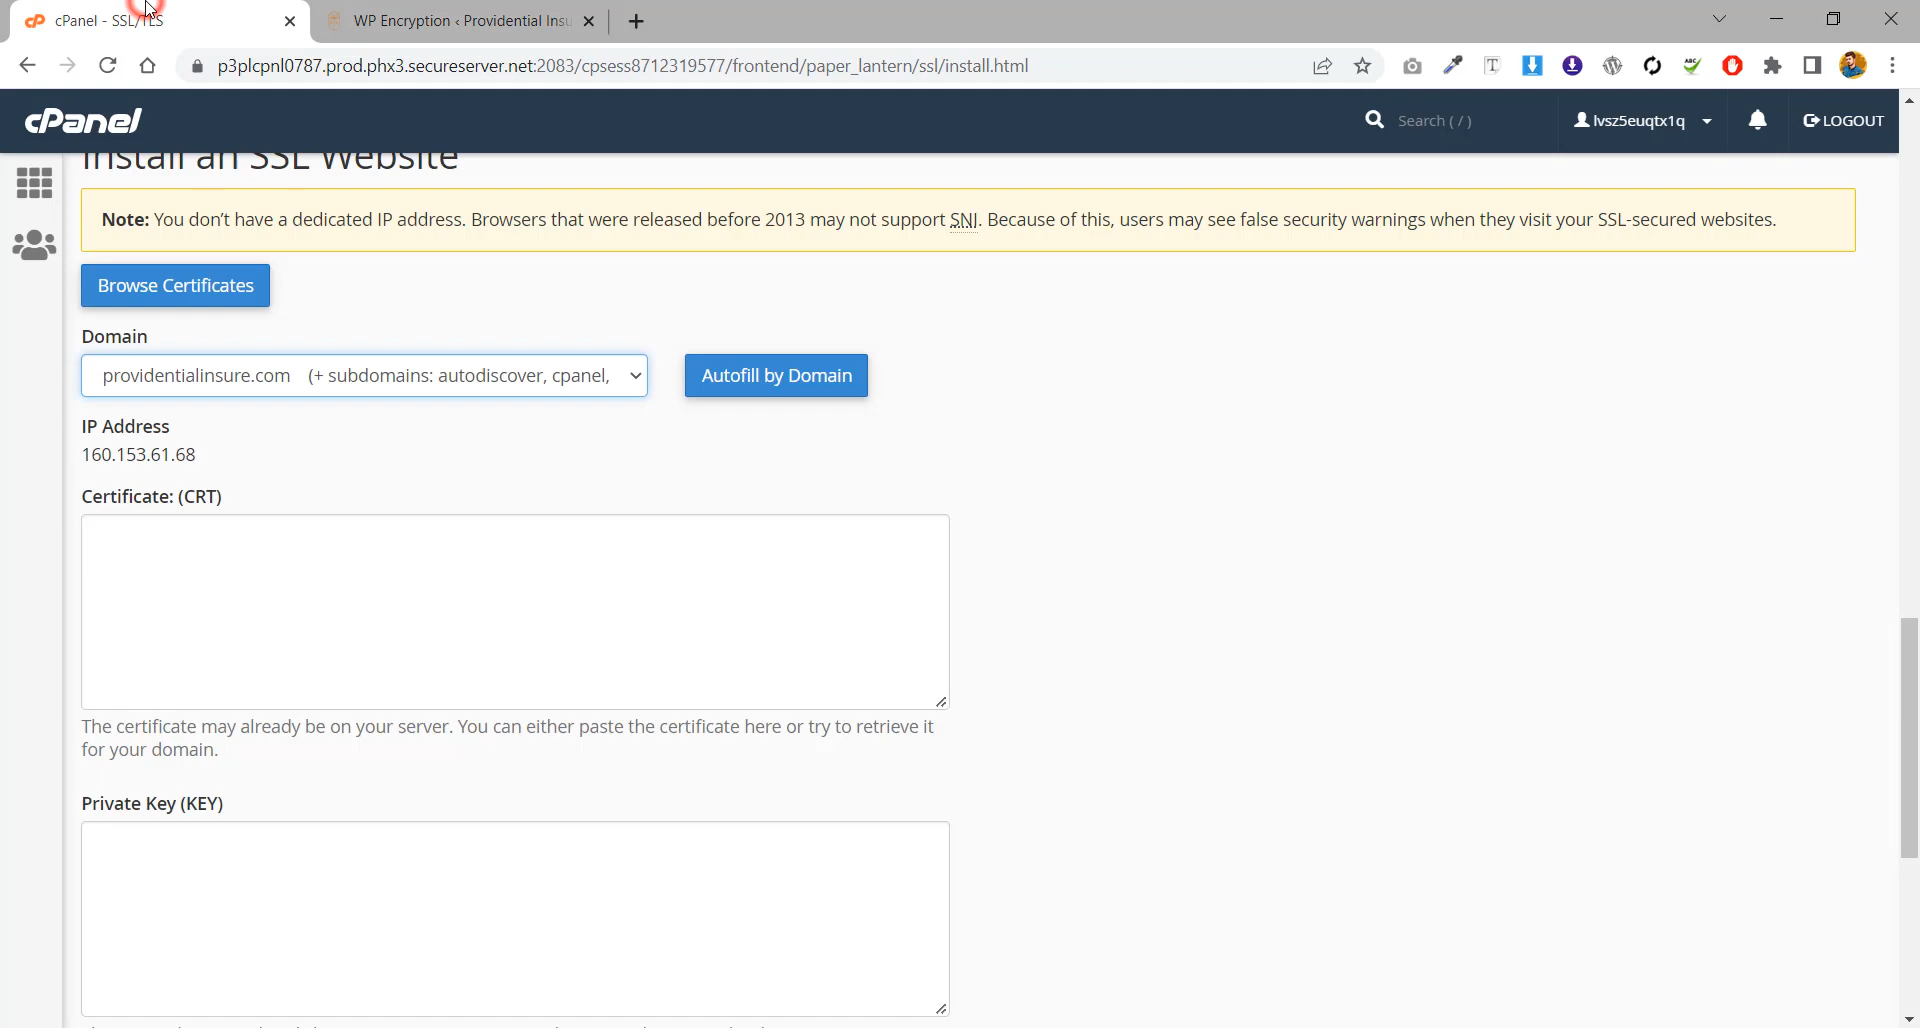 cPanel - SSL/TLS
WP Encryption ‹ Providential Insu
p3plcpnl0787.prod.phx3.secureserver.net:2083/cpsess8712319577/frontend/paper_lantern/ssl/install.html
cPanel
Search ( / )
lvsz5euqtx1q
LOGOUT
Install an SSL Website
Note: You don't have a dedicated IP address. Browsers that were released before 2013 may not support SNI. Because of this, users may see false security warnings when they visit your SSL-secured websites.
Browse Certificates
Domain
providentialinsure.com (+ subdomains: autodiscover, cpanel,
Autofill by Domain
IP Address
160.153.61.68
Certificate: (CRT)
The certificate may already be on your server. You can either paste the certificate here or try to retrieve it
for your domain.
Private Key (KEY)